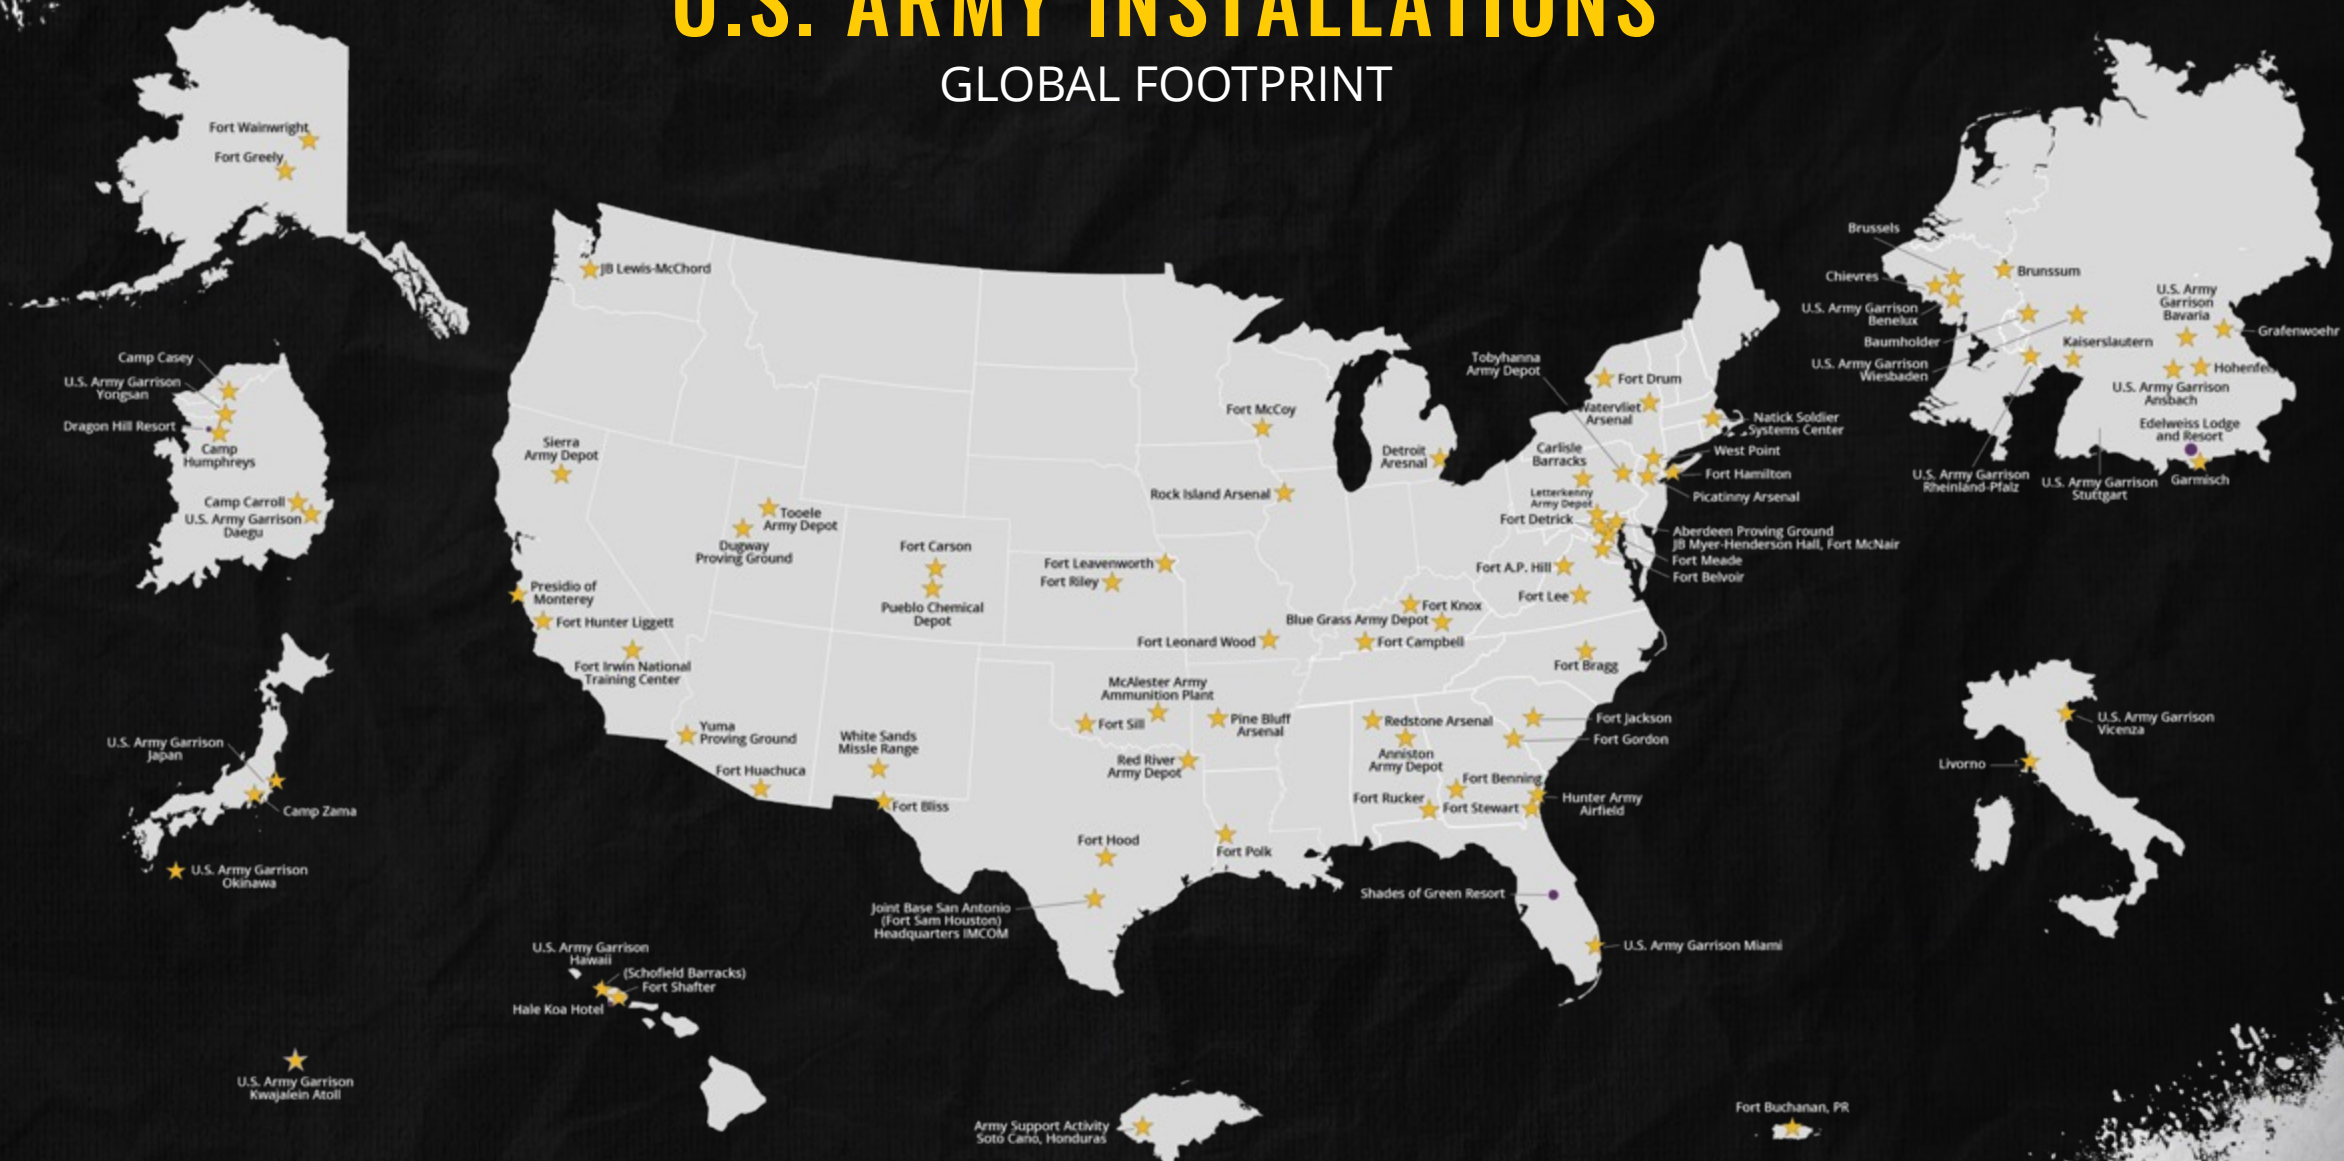 U.S. ARMY INSTALLATIONS
GLOBAL FOOTPRINT
Fort Wainwright
Fort Greely
Camp Casey
U.S. Army Garrison
Yongsan
Dragon Hill Resort
Camp
Humphreys
Camp Carroll
U.S. Army Garrison
Daegu
U.S. Army Garrison
Japan
Camp Zama
U.S. Army Garrison
Okinawa
U.S. Army Garrison
Kwajalein Atoll
U.S. Army Garrison
Hawaii
(Schofield Barracks)
Fort Shafter
Hale Koa Hotel
JB Lewis-McChord
Sierra
Army Depot
Tooele
Army Depot
Dugway
Proving Ground
Presidio of
Monterey
Fort Hunter Liggett
Fort Irwin National
Training Center
Yuma
Proving Ground
Fort Huachuca
White Sands
Missle Range
Fort Bliss
Fort Carson
Pueblo Chemical
Depot
Fort Leavenworth
Fort Riley
Fort Leonard Wood
McAlester Army
Ammunition Plant
Fort Sill
Pine Bluff
Arsenal
Red River
Army Depot
Fort Hood
Fort Polk
Joint Base San Antonio
(Fort Sam Houston)
Headquarters IMCOM
Fort McCoy
Rock Island Arsenal
Detroit
Aresnal
Fort Knox
Blue Grass Army Depot
Fort Campbell
Redstone Arsenal
Anniston
Army Depot
Fort Benning
Fort Rucker
Fort Stewart
Hunter Army
Airfield
Fort Jackson
Fort Gordon
Fort Bragg
Fort Lee
Fort A.P. Hill
Tobyhanna
Army Depot
Fort Drum
Watervliet
Arsenal
Natick Soldier
Systems Center
Carlisle
Barracks
West Point
Fort Hamilton
Picatinny Arsenal
Letterkenny
Army Depot
Fort Detrick
Aberdeen Proving Ground
JB Myer-Henderson Hall, Fort McNair
Fort Meade
Fort Belvoir
Shades of Green Resort
U.S. Army Garrison Miami
Army Support Activity
Soto Cano, Honduras
Fort Buchanan, PR
Brussels
Chievres
U.S. Army Garrison
Benelux
Brunssum
Baumholder
U.S. Army Garrison
Wiesbaden
Kaiserslautern
U.S. Army
Garrison
Bavaria
Grafenwoehr
Hohenfels
U.S. Army Garrison
Ansbach
Edelweiss Lodge
and Resort
Garmisch
U.S. Army Garrison
Rheinland-Pfalz
U.S. Army Garrison
Stuttgart
U.S. Army Garrison
Vicenza
Livorno